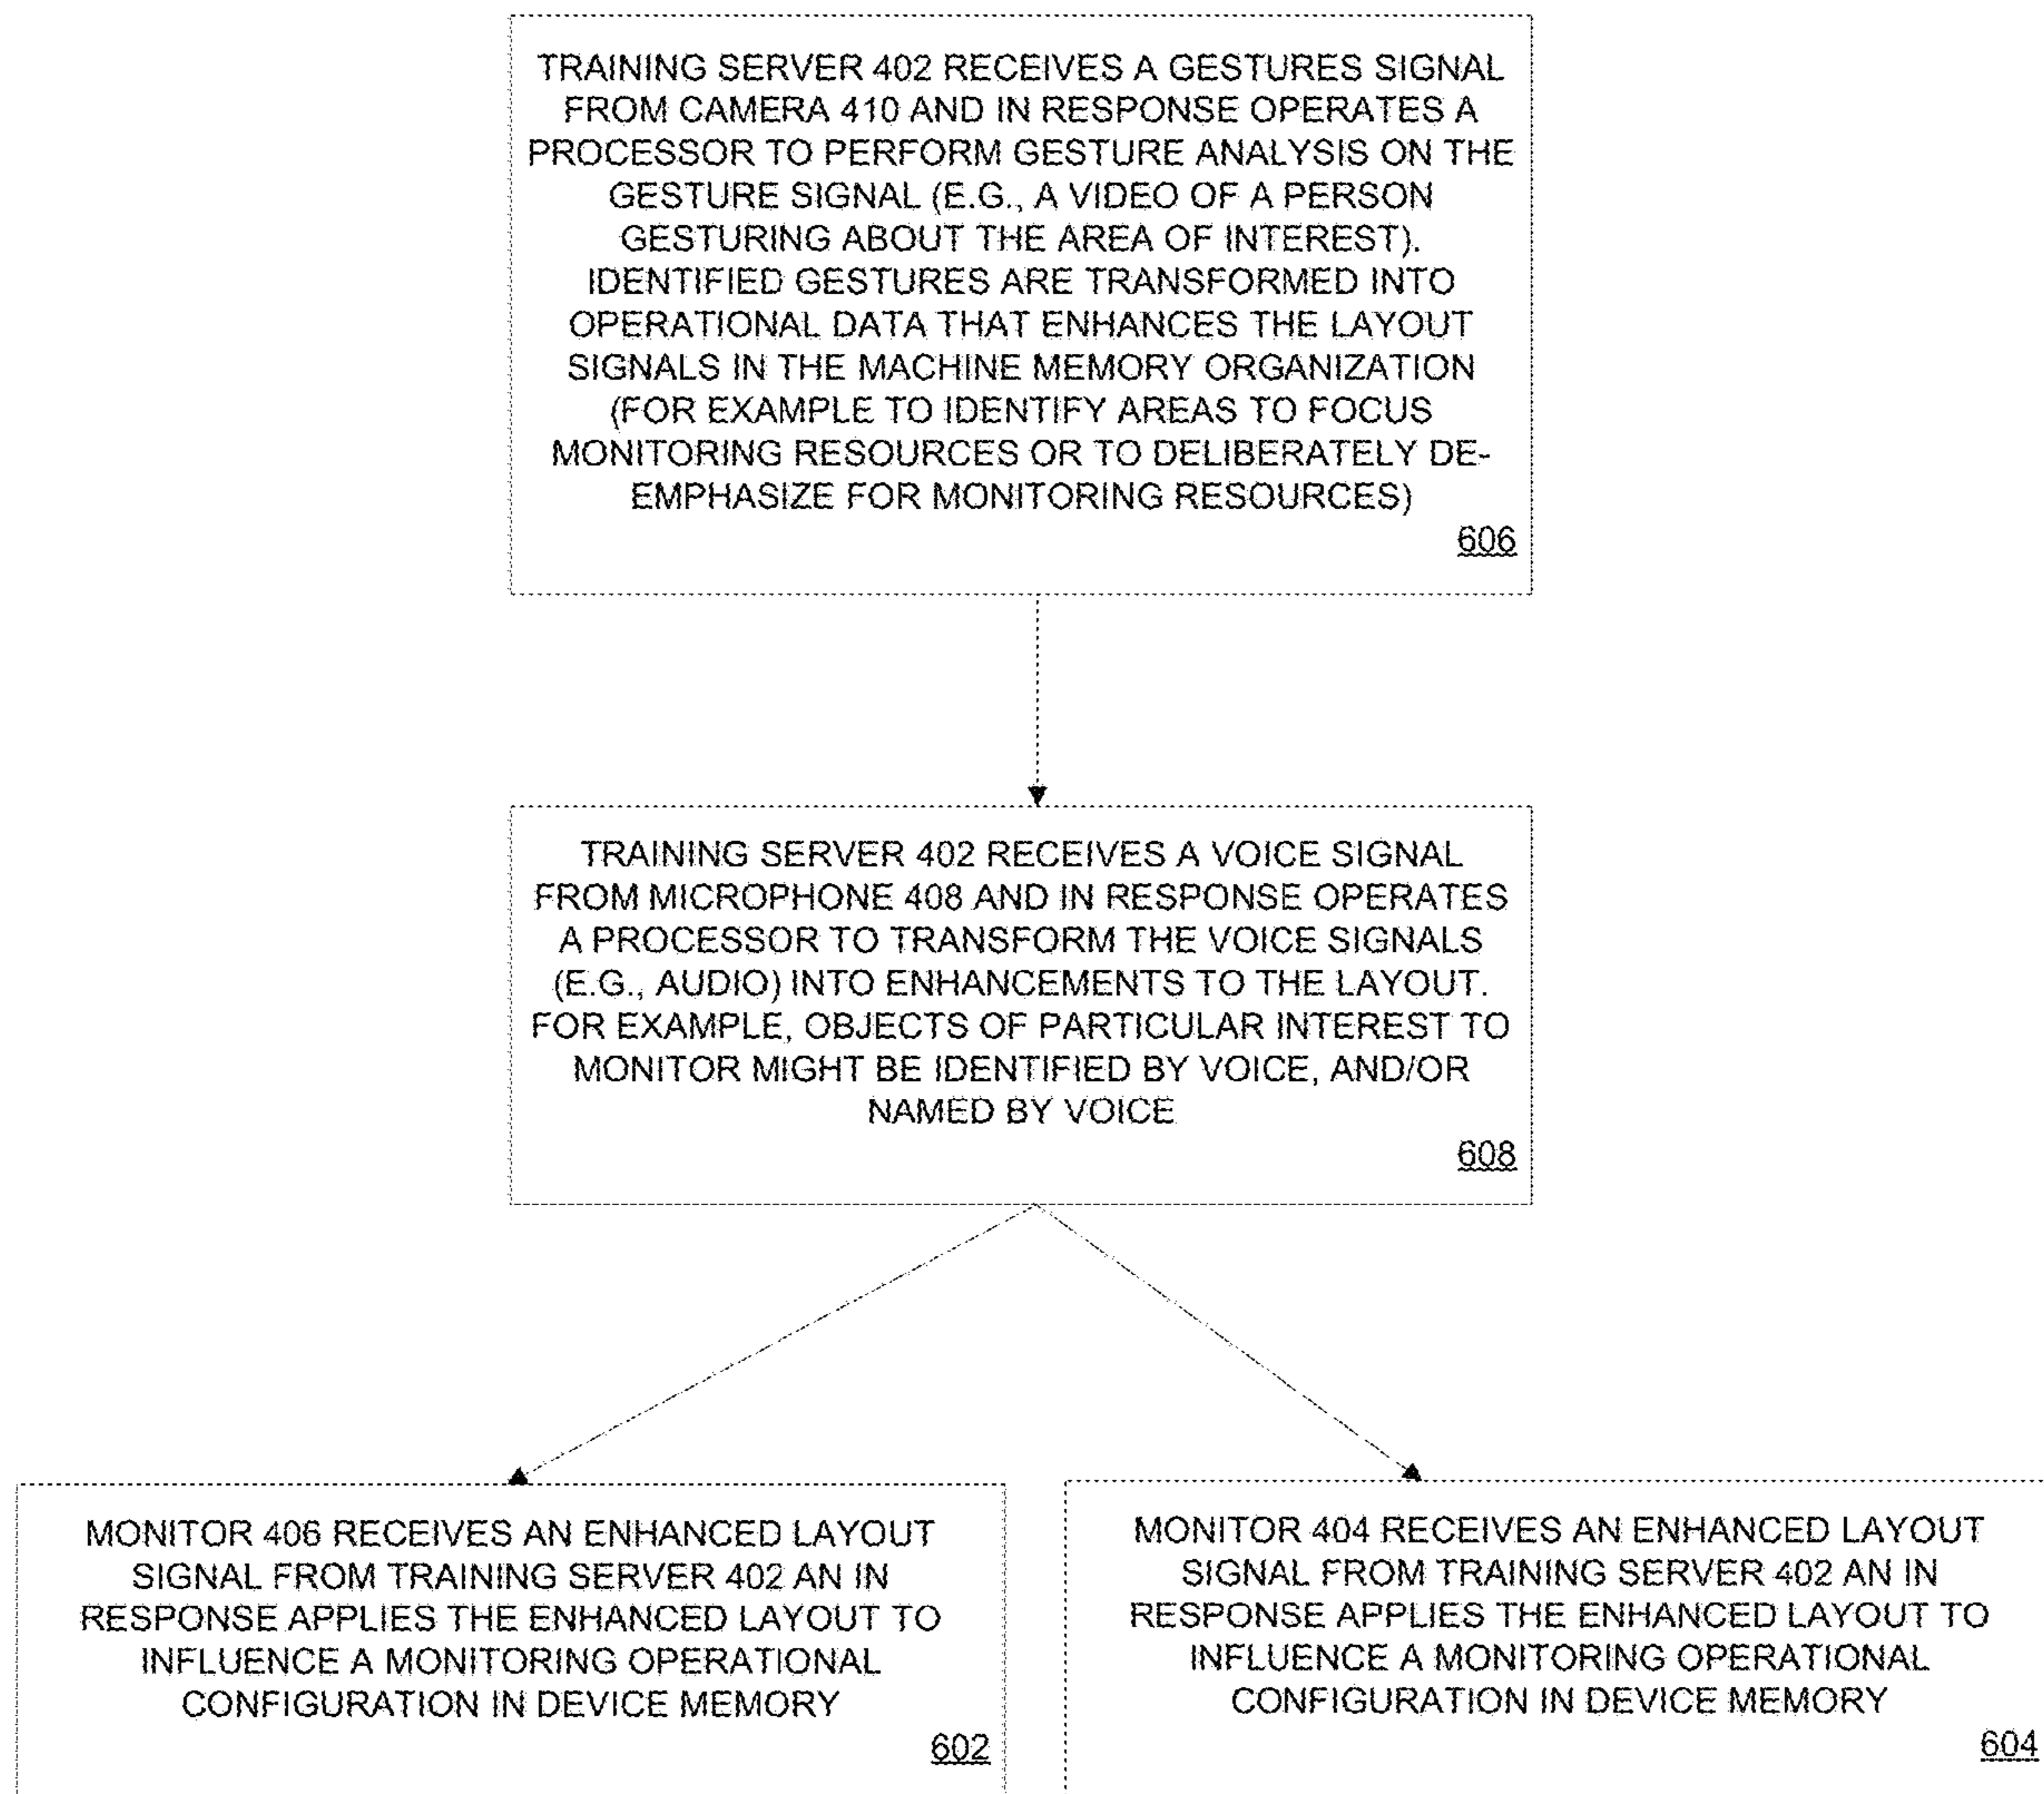 TRAINING SERVER 402 RECEIVES A GESTURES SIGNAL
FROM CAMERA 410 AND IN RESPONSE OPERATES A
PROCESSOR TO PERFORM GESTURE ANALYSIS ON THE
GESTURE SIGNAL (E.G., A VIDEO OF A PERSON
GESTURING ABOUT THE AREA OF INTEREST).
IDENTIFIED GESTURES ARE TRANSFORMED INTO
OPERATIONAL DATA THAT ENHANCES THE LAYOUT
SIGNALS IN THE MACHINE MEMORY ORGANIZATION
(FOR EXAMPLE TO IDENTIFY AREAS TO FOCUS
MONITORING RESOURCES OR TO DELIBERATELY DE-
EMPHASIZE FOR MONITORING RESOURCES)
606
TRAINING SERVER 402 RECEIVES A VOICE SIGNAL
FROM MICROPHONE 408 AND IN RESPONSE OPERATES
A PROCESSOR TO TRANSFORM THE VOICE SIGNALS
(E.G., AUDIO) INTO ENHANCEMENTS TO THE LAYOUT.
FOR EXAMPLE, OBJECTS OF PARTICULAR INTEREST TO
MONITOR MIGHT BE IDENTIFIED BY VOICE, AND/OR
NAMED BY VOICE
608
MONITOR 406 RECEIVES AN ENHANCED LAYOUT
SIGNAL FROM TRAINING SERVER 402 AN IN
RESPONSE APPLIES THE ENHANCED LAYOUT TO
INFLUENCE A MONITORING OPERATIONAL
CONFIGURATION IN DEVICE MEMORY
602
MONITOR 404 RECEIVES AN ENHANCED LAYOUT
SIGNAL FROM TRAINING SERVER 402 AN IN
RESPONSE APPLIES THE ENHANCED LAYOUT TO
INFLUENCE A MONITORING OPERATIONAL
CONFIGURATION IN DEVICE MEMORY
604